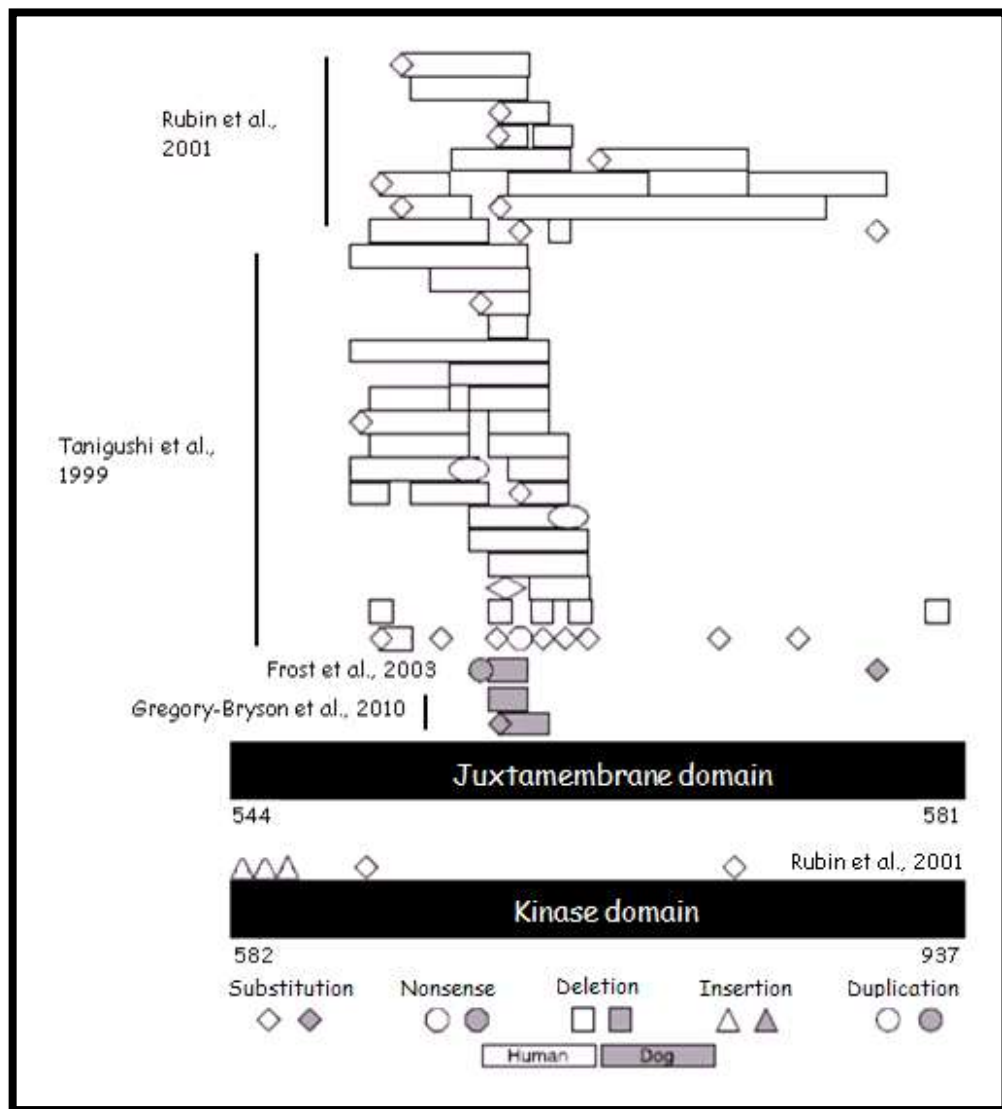 Rubin et al.,
2001
Tanigushi et al.,
1999
Frost et al., 2003
Gregory-Bryson et al., 2010
Juxtamembrane domain
544 581
Rubin et al., 2001
Kinase domain
582 937
Substitution Nonsense Deletion Insertion Duplication
Human Dog